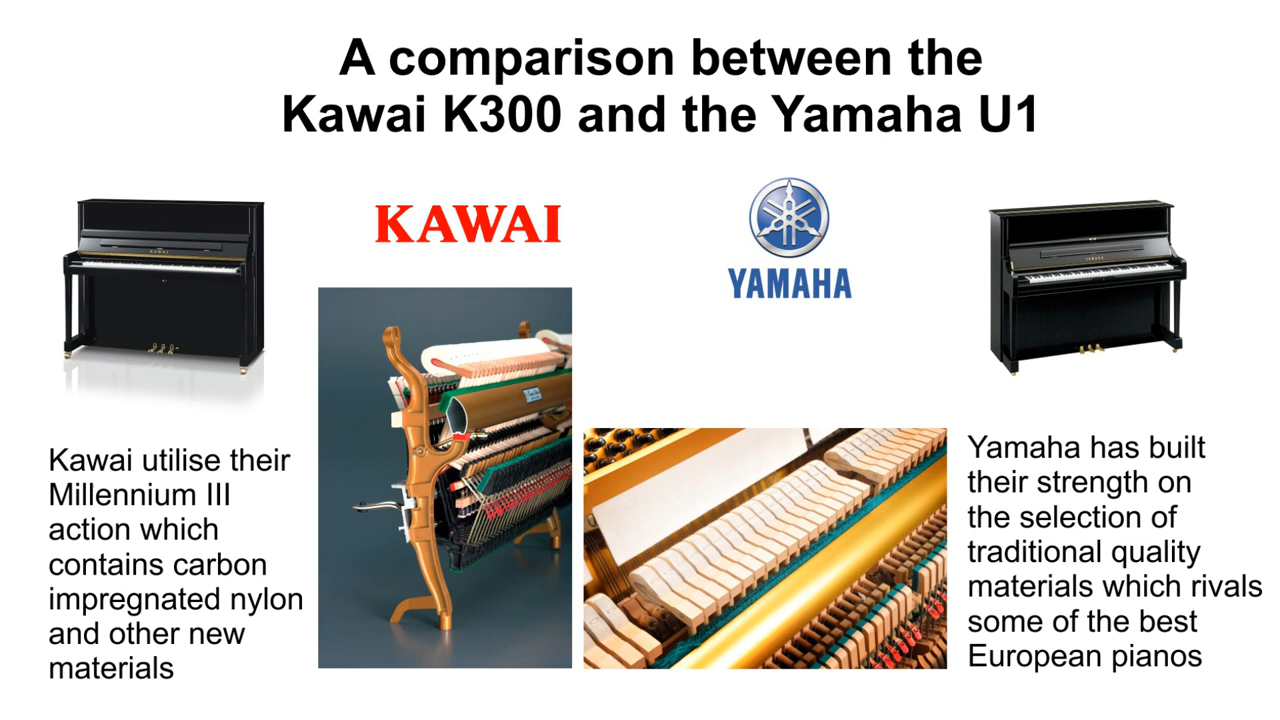 A comparison between the
Kawai K300 and the Yamaha U1
KAWAI
YAMAHA
KAWAI
YAMAHA
Kawai utilise their
Millennium III
action which
contains carbon
impregnated nylon
and other new
materials
Yamaha has built
their strength on
the selection of
traditional quality
materials which rivals
some of the best
European pianos